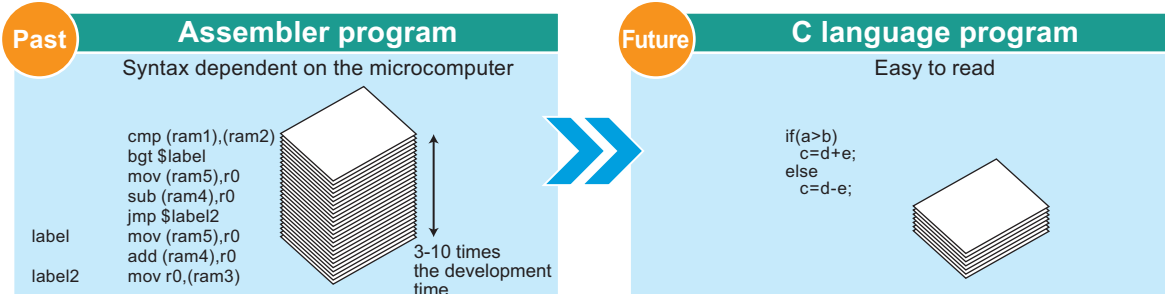 Past
Assembler program
Syntax dependent on the microcomputer
cmp (ram1),(ram2)
bgt $label
mov (ram5),r0
sub (ram4),r0
jmp $label2
label mov (ram5),r0
add (ram4),r0
label2 mov r0,(ram3)
3-10 times
the development
time
Future
C language program
Easy to read
if(a>b)
c=d+e;
else
c=d-e;